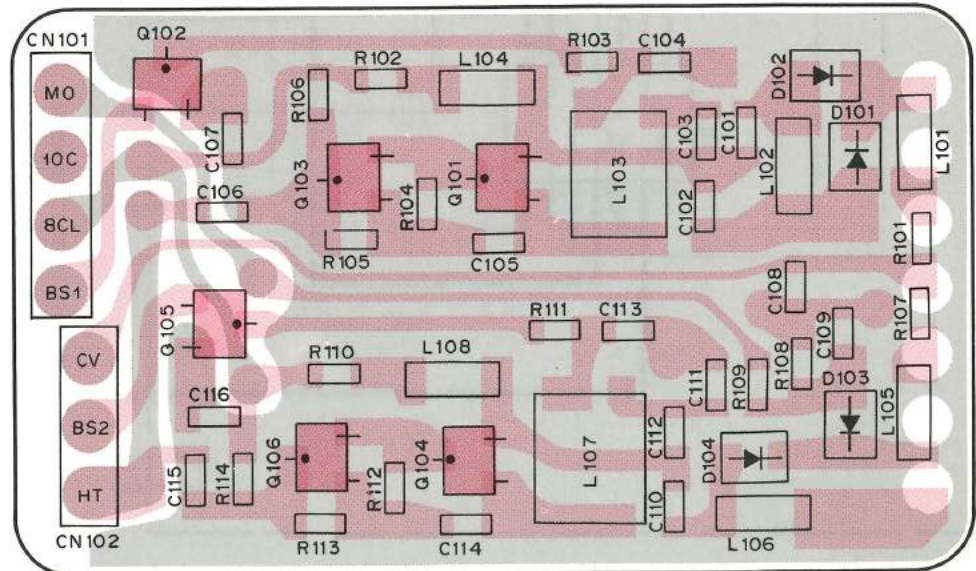 CN101
Q102
MO
10C
8CL
BS1
CV
BS2
HT
CN102
C107
C106
R106
R102
L104
Q103
R104
Q101
R105
C105
R103
C104
L103
C103
C101
C102
L102
D102
D101
L101
R101
Q105
R110
L108
R111
C113
C108
C109
R107
R108
R109
C111
D103
L105
C116
C115
R114
Q106
R112
Q104
R113
C114
L107
C112
C110
D104
L106